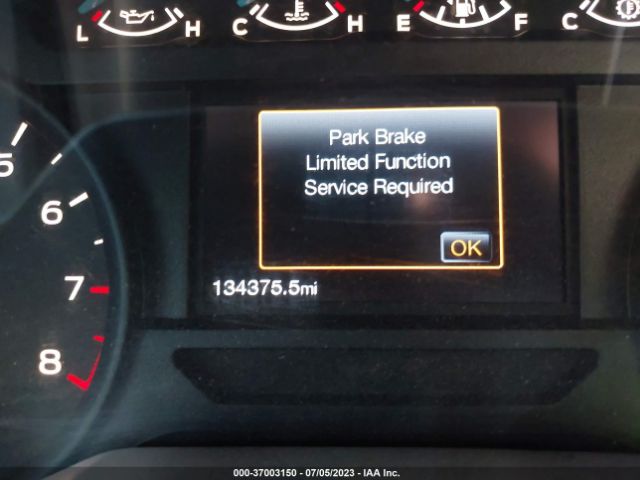 L H C H E F C
Park Brake
Limited Function
Service Required
OK
5
6
7
8
134375.5mi
000-37003150 - 07/05/2023 - IAA Inc.